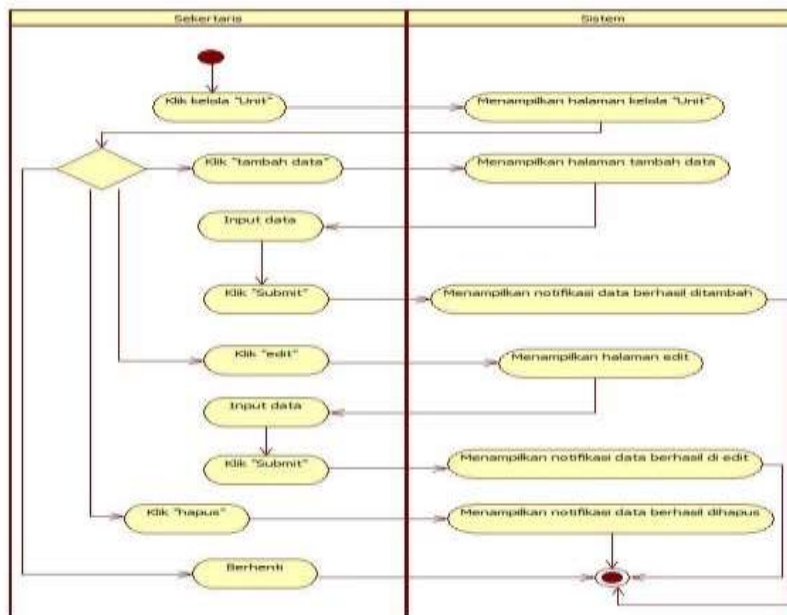 Sekertaris
Sistem
Klik kelola "Unit"
Menampilkan halaman kelola "Unit"
Klik "tambah data"
Menampilkan halaman tambah data
Input data
Klik "Submit"
Menampilkan notifikasi data berhasil ditambah
Klik "edit"
Menampilkan halaman edit
Input data
Klik "Submit"
Menampilkan notifikasi data berhasil di edit
Klik "hapus"
Menampilkan notifikasi data berhasil dihapus
Berhenti